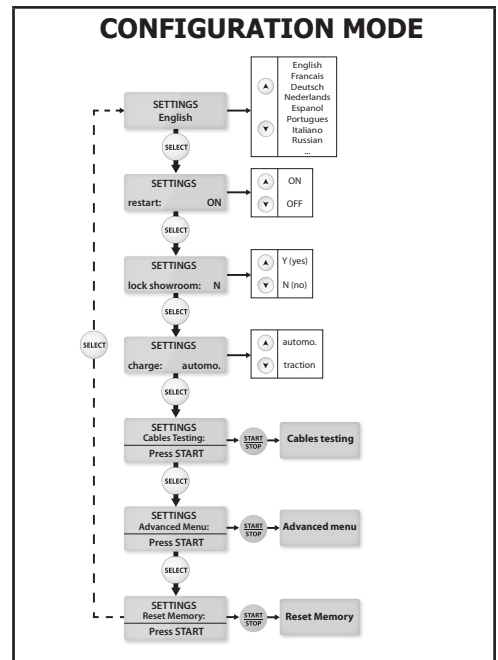 CONFIGURATION MODE
SETTINGS
English
English
Francais
Deutsch
Nederlands
Espanol
Portugues
Italiano
Russian
...
SELECT
SETTINGS
restart: ON
ON
OFF
SELECT
SETTINGS
lock showroom: N
Y (yes)
N (no)
SELECT
SELECT
SETTINGS
charge: automo.
automo.
traction
SELECT
SETTINGS
Cables Testing:
Press START
START
STOP
Cables testing
SELECT
SETTINGS
Advanced Menu:
Press START
START
STOP
Advanced menu
SELECT
SETTINGS
Reset Memory:
Press START
START
STOP
Reset Memory